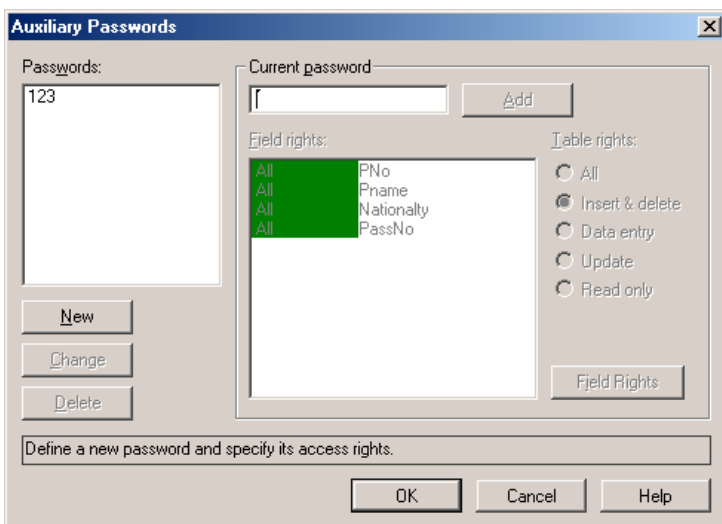 Auxiliary Passwords
Passwords:
123
New
Change
Delete
Current password
Add
Field rights:
All PNo
All Pname
All Nationalty
All PassNo
Table rights:
All
Insert & delete
Data entry
Update
Read only
Field Rights
Define a new password and specify its access rights.
OK Cancel Help